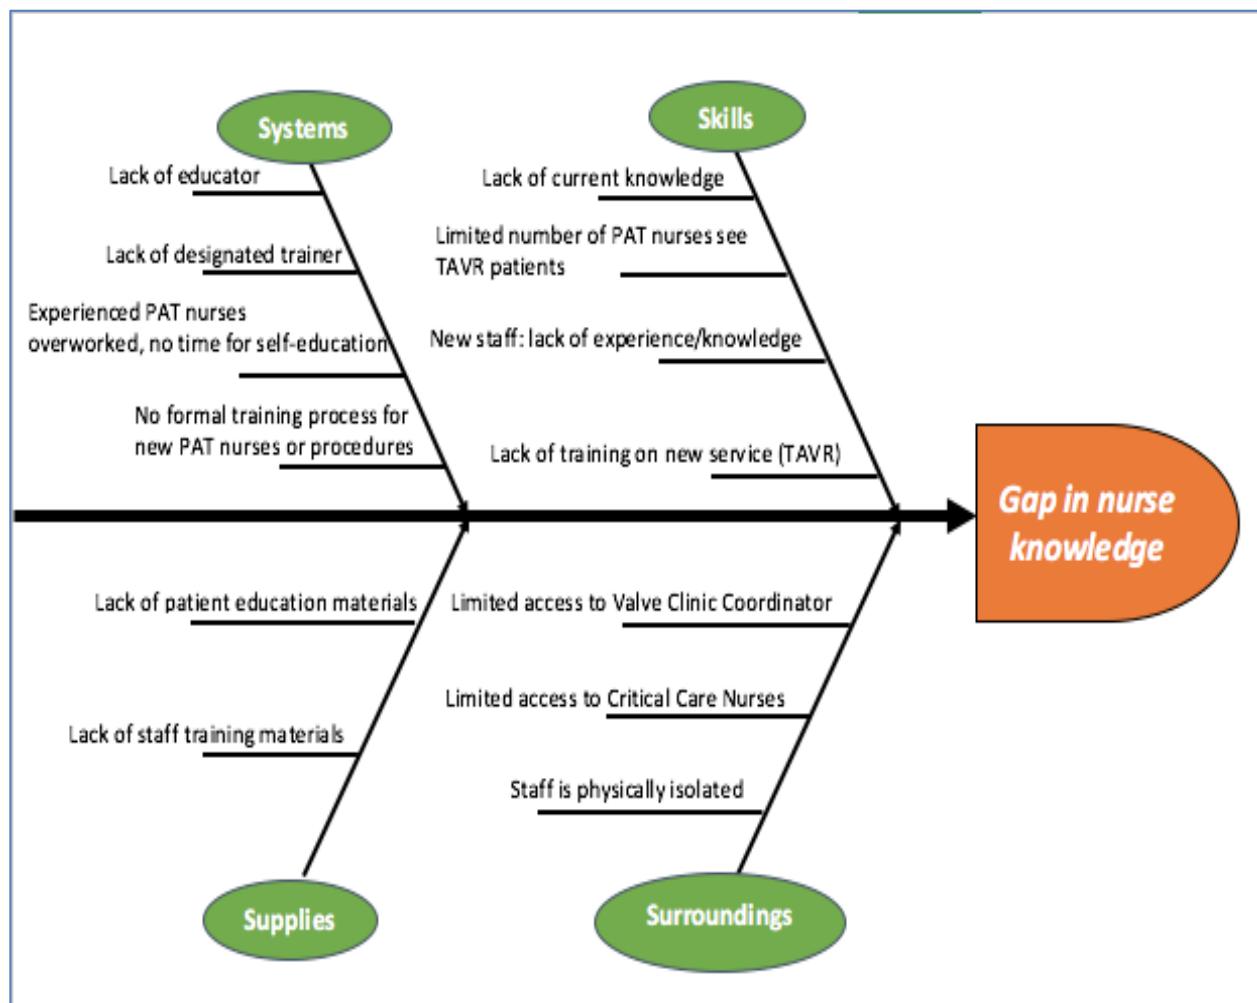 Systems
Lack of educator
Lack of designated trainer
Experienced PAT nurses
overworked, no time for self-education
No formal training process for
new PAT nurses or procedures
Skills
Lack of current knowledge
Limited number of PAT nurses see
TAVR patients
New staff: lack of experience/knowledge
Lack of training on new service (TAVR)
Gap in nurse
knowledge
Lack of patient education materials
Lack of staff training materials
Supplies
Limited access to Valve Clinic Coordinator
Limited access to Critical Care Nurses
Staff is physically isolated
Surroundings